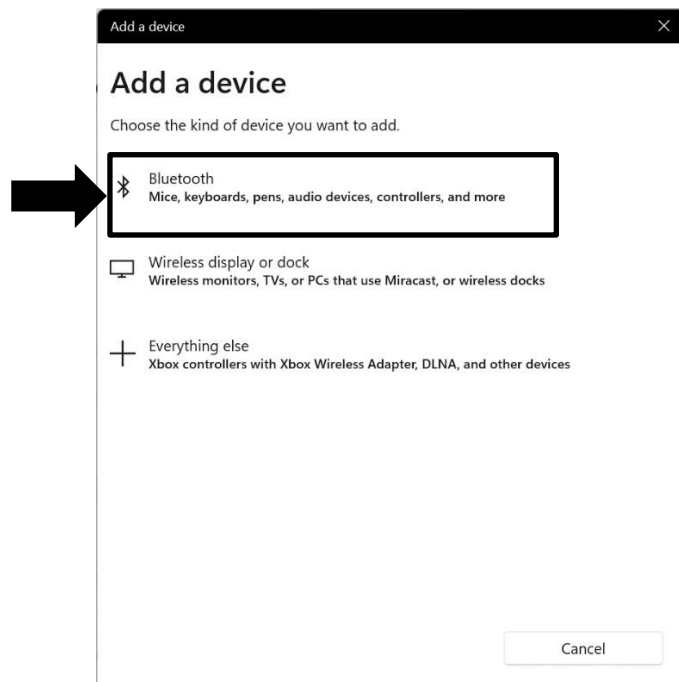 Add a device
Add a device
Choose the kind of device you want to add.
Bluetooth
Mice, keyboards, pens, audio devices, controllers, and more
Wireless display or dock
Wireless monitors, TVs, or PCs that use Miracast, or wireless docks
Everything else
Xbox controllers with Xbox Wireless Adapter, DLNA, and other devices
Cancel